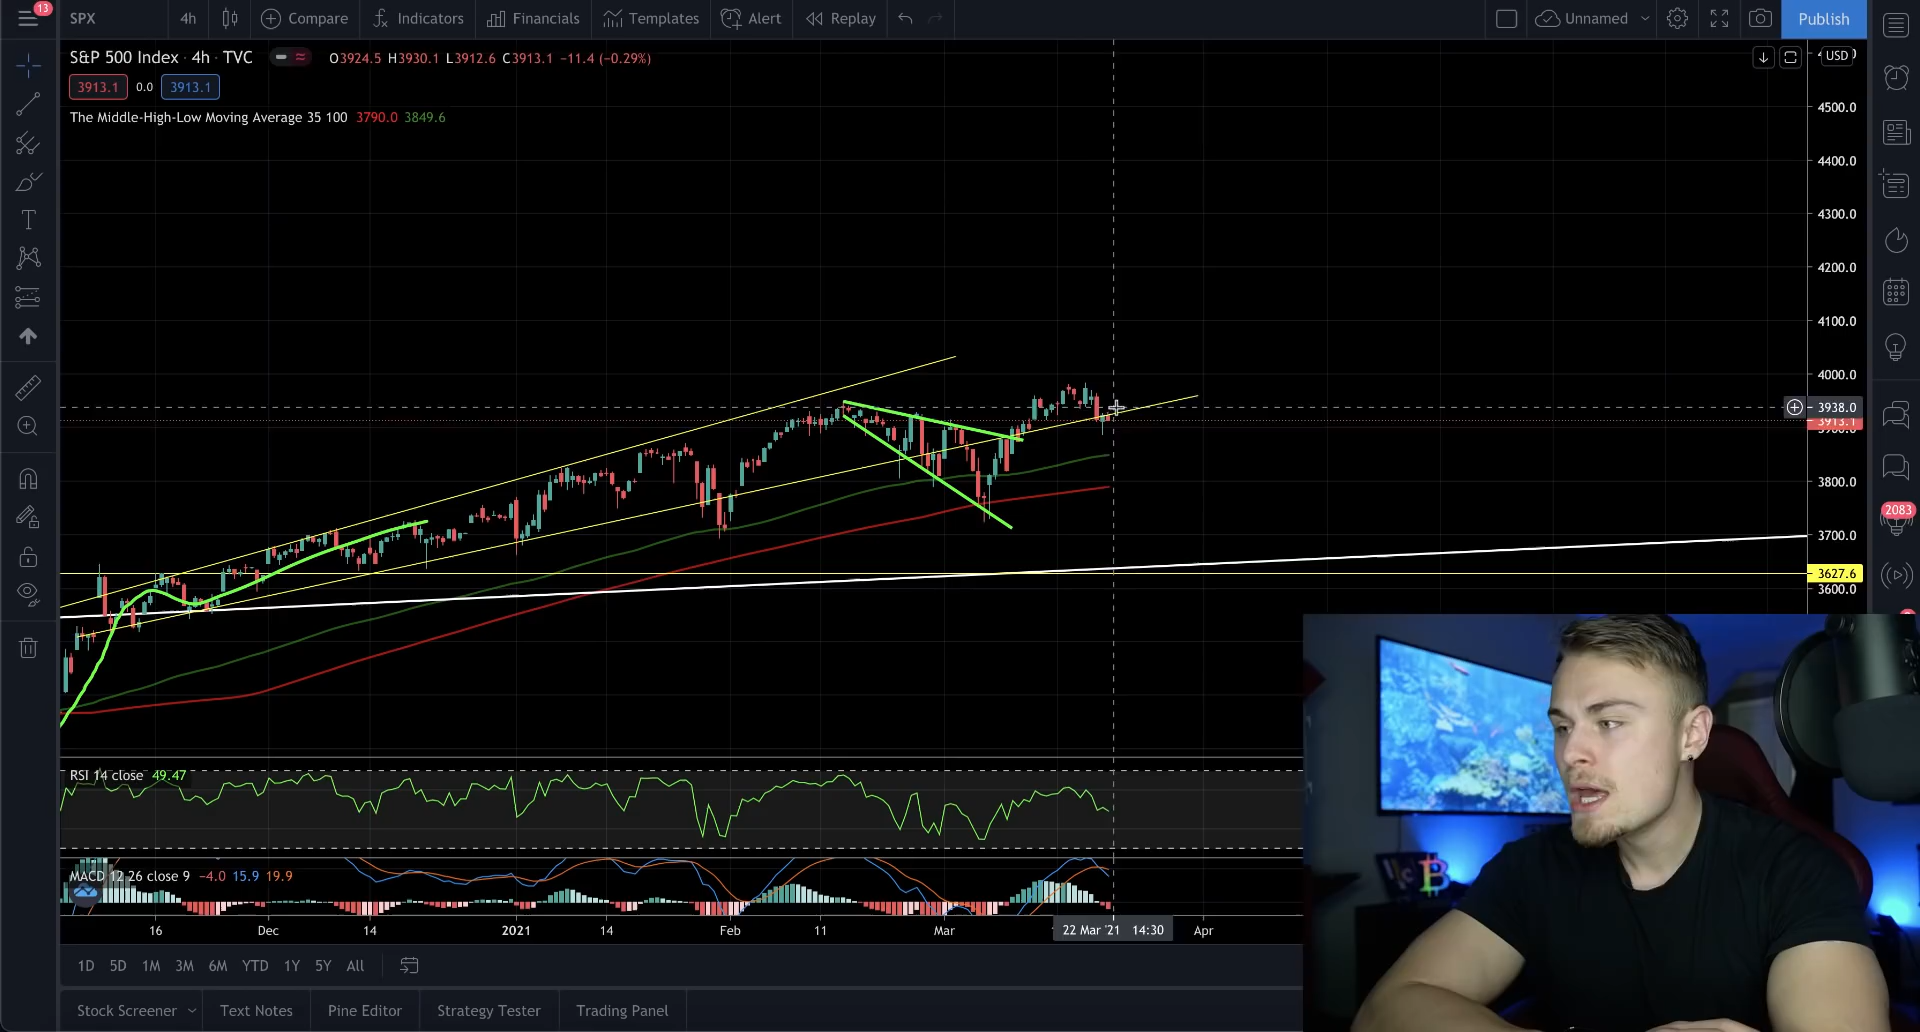 13 SPX 4h Compare Indicators Financials Templates Alert Replay Unnamed Publish
S&P 500 Index · 4h · TVC O3924.5 H3930.1 L3912.6 C3913.1 −11.4 (−0.29%) USD
3913.1 0.0 3913.1
The Middle-High-Low Moving Average 35 100 3790.0 3849.6
4500.0
4400.0
4300.0
4200.0
4100.0
4000.0
3938.0
3913.1
3800.0
3700.0
3627.6
3600.0
2083
RSI 14 close 49.47
MACD 12 26 close 9 −4.0 15.9 19.9
16 Dec 14 2021 14 Feb 11 Mar 22 Mar '21 14:30 Apr
1D 5D 1M 3M 6M YTD 1Y 5Y All
Stock Screener Text Notes Pine Editor Strategy Tester Trading Panel